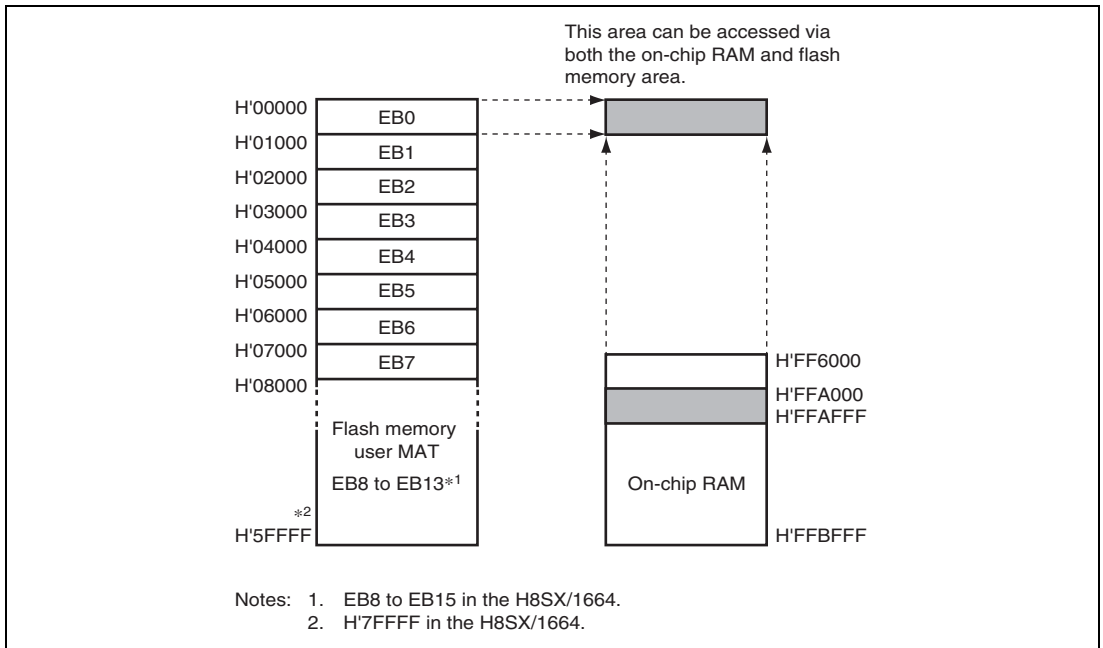 This area can be accessed via
both the on-chip RAM and flash
memory area.
H'00000
EB0
H'01000
EB1
H'02000
EB2
H'03000
EB3
H'04000
EB4
H'05000
EB5
H'06000
EB6
H'07000
EB7
H'08000
Flash memory
user MAT
EB8 to EB13*1
*2
H'5FFFF
H'FF6000
H'FFA000
H'FFAFFF
On-chip RAM
H'FFBFFF
Notes: 1. EB8 to EB15 in the H8SX/1664.
2. H'7FFFF in the H8SX/1664.